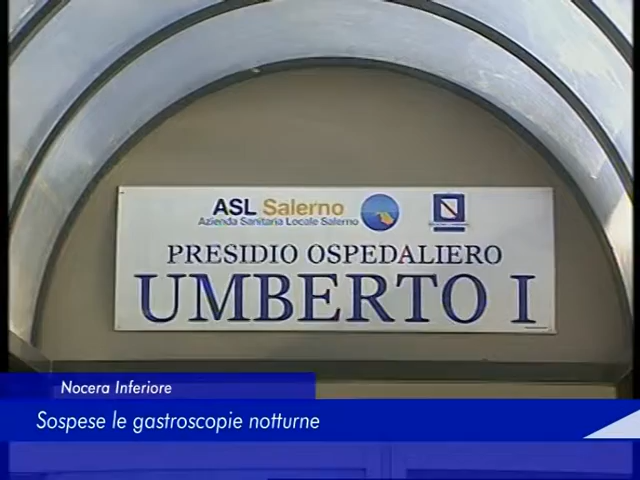 ASL Salerno
Azienda Sanitaria Locale Salerno
PRESIDIO OSPEDALIERO
UMBERTO I
Nocera Inferiore
Sospese le gastroscopie notturne